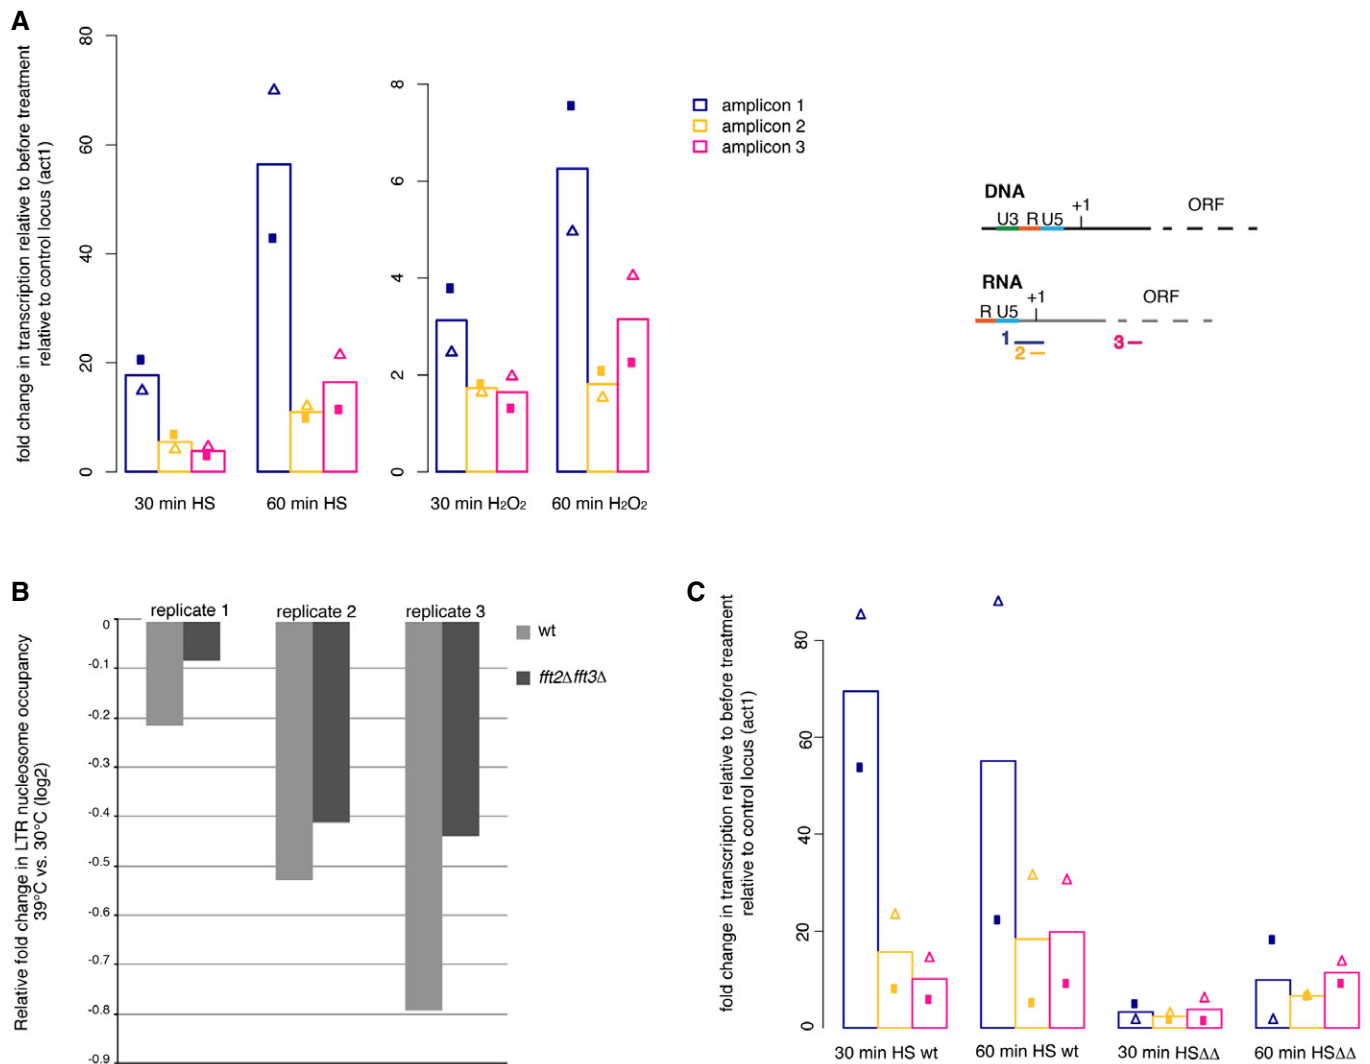 A
fold change in transcription relative to before treatment
relative to control locus (act1)
80
60
40
20
0
30 min HS
60 min HS
8
6
4
2
0
30 min H2O2
60 min H2O2
amplicon 1
amplicon 2
amplicon 3
DNA
U3 R U5 +1 ORF
RNA
R U5 +1 ORF
1
2
3
B
Relative fold change in LTR nucleosome occupancy
39°C vs. 30°C (log2)
replicate 1 replicate 2 replicate 3
0
-0.1
-0.2
-0.3
-0.4
-0.5
-0.6
-0.7
-0.8
-0.9
wt
fft2Δfft3Δ
C
fold change in transcription relative to before treatment
relative to control locus (act1)
80
60
40
20
0
30 min HS wt
60 min HS wt
30 min HSΔΔ
60 min HSΔΔ